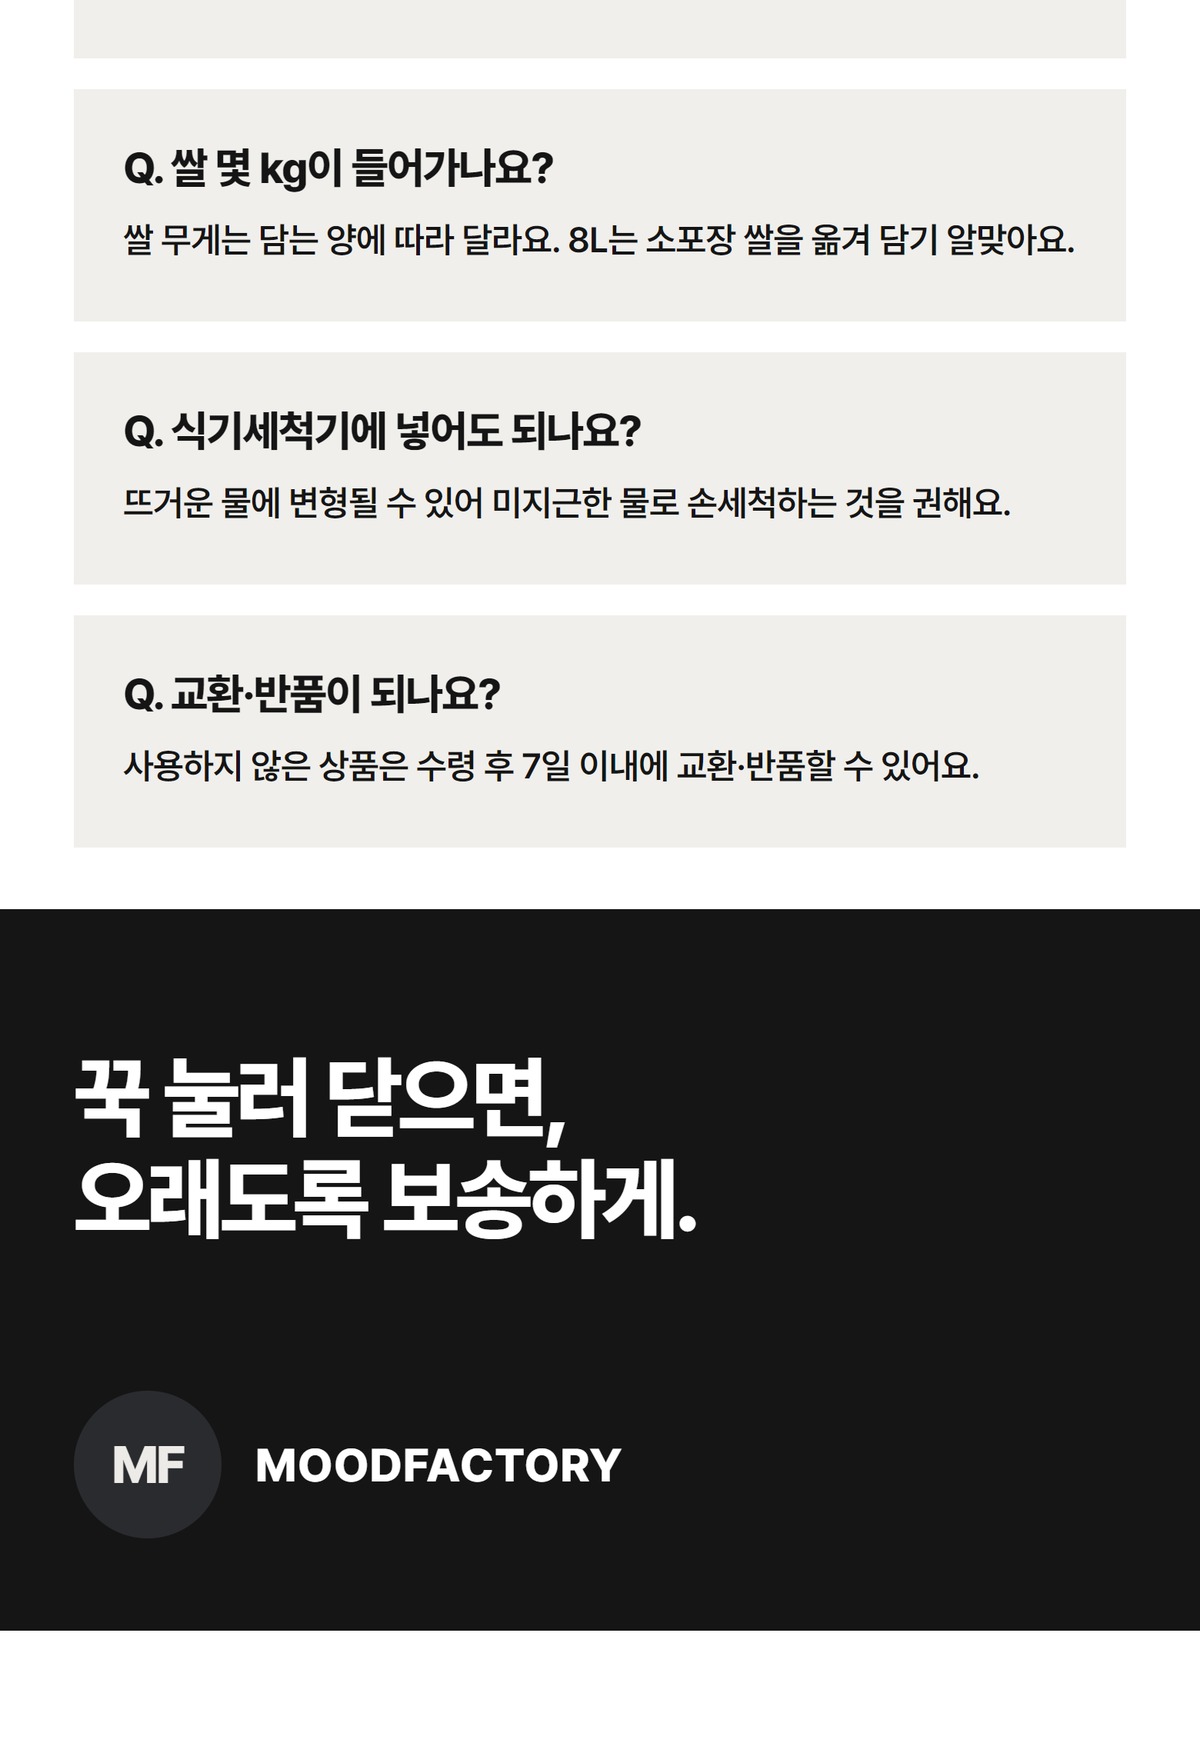 Q. 쌀 몇 kg이 들어가나요?
쌀 무게는 담는 양에 따라 달라요. 8L는 소포장 쌀을 옮겨 담기 알맞아요.
Q. 식기세척기에 넣어도 되나요?
뜨거운 물에 변형될 수 있어 미지근한 물로 손세척하는 것을 권해요.
Q. 교환·반품이 되나요?
사용하지 않은 상품은 수령 후 7일 이내에 교환·반품할 수 있어요.
꾹 눌러 닫으면,
오래도록 보송하게.
MF MOODFACTORY